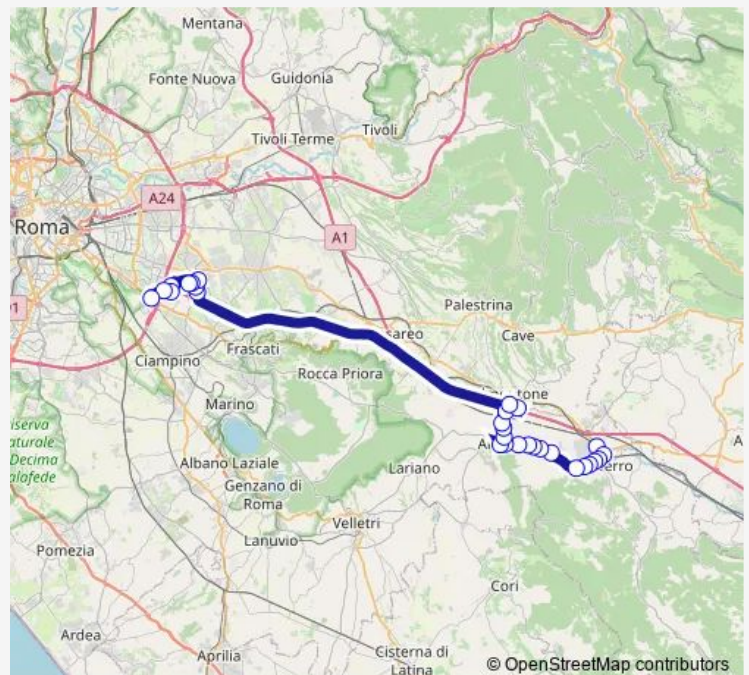 Mentana
Fonte Nuova
Guidonia
Tivoli Terme
Tivoli
A24
Roma
A1
Palestrina
Cave
Frascati
Ciampino
Rocca Priora
Marino
Albano Laziale
Lariano
Genzano di
Roma
Velletri
Lanuvio
Pomezia
Cori
Ardea
Aprilia
Cisterna di
Latina
© OpenStreetMap contributors